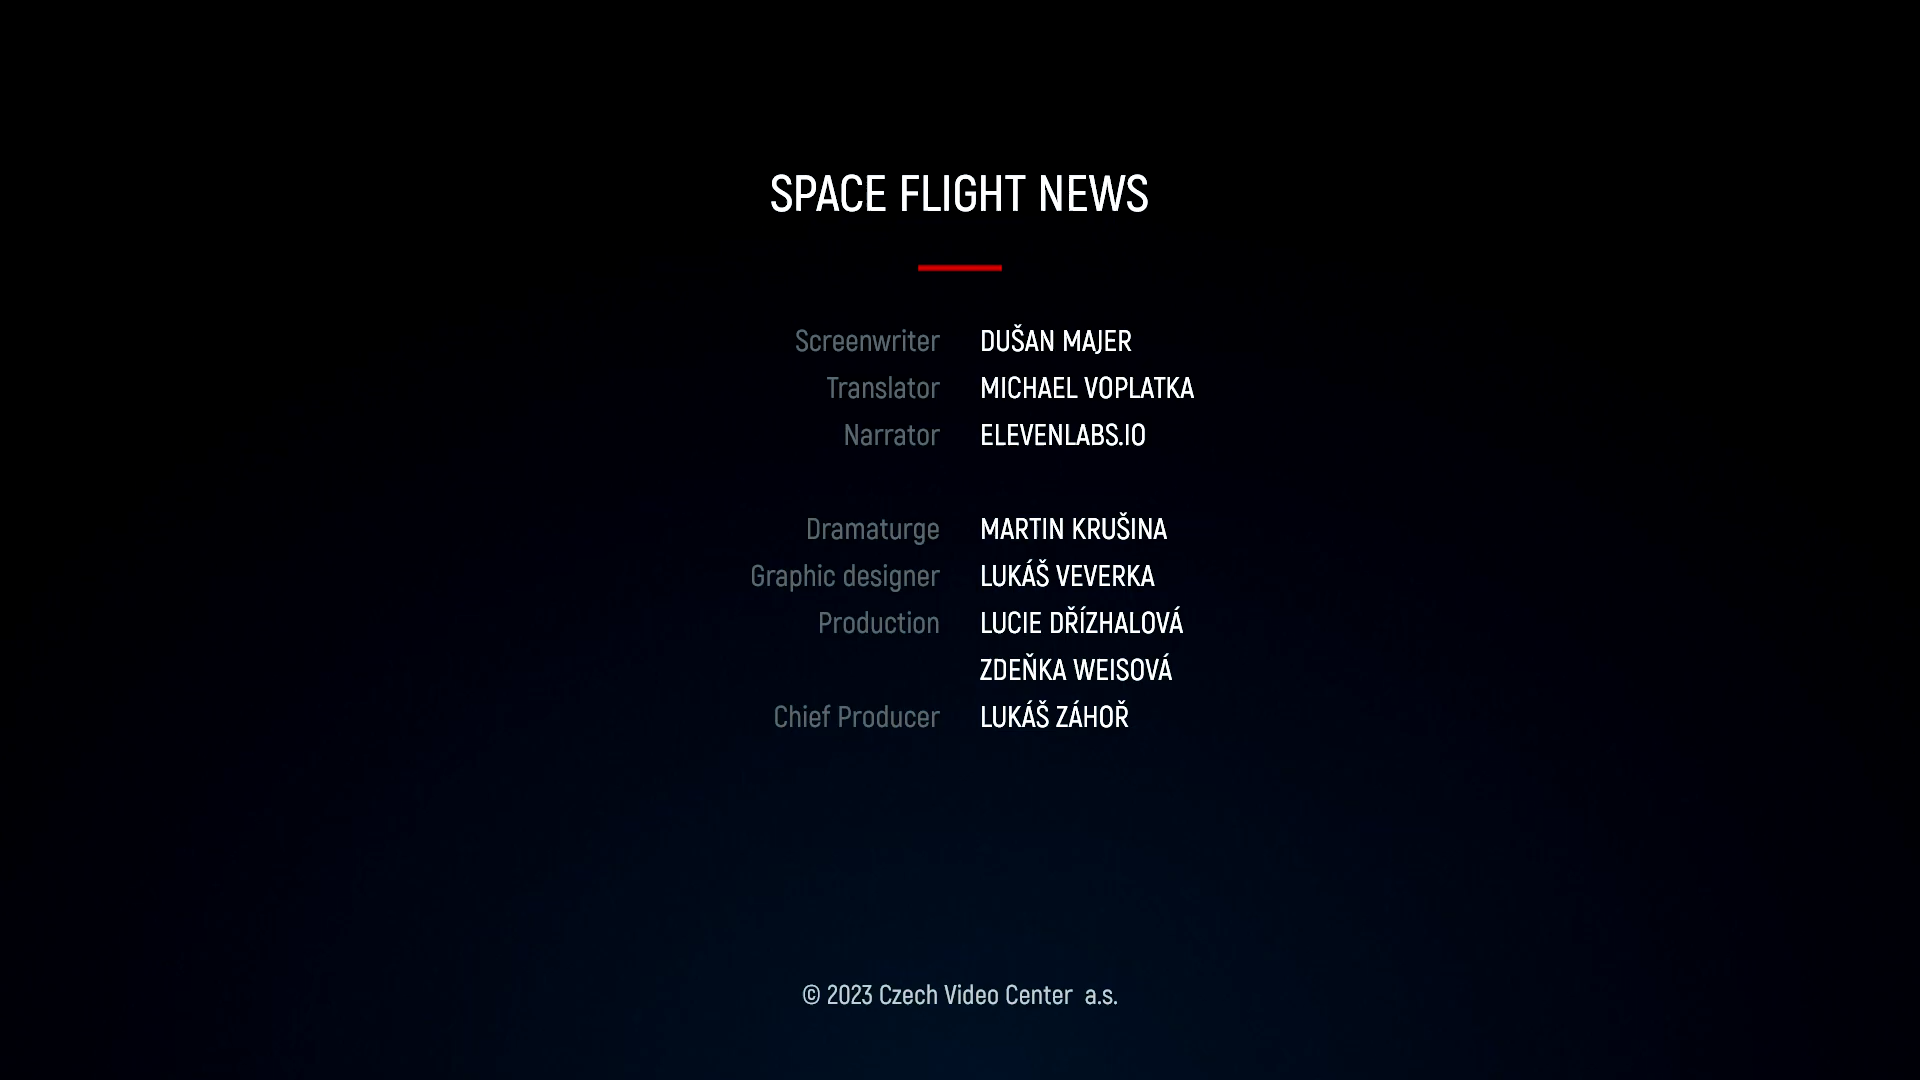 SPACE FLIGHT NEWS
Screenwriter DUŠAN MAJER
Translator MICHAEL VOPLATKA
Narrator ELEVENLABS.IO
Dramaturge MARTIN KRUŠINA
Graphic designer LUKÁŠ VEVERKA
Production LUCIE DŘÍZHALOVÁ
ZDEŇKA WEISOVÁ
Chief Producer LUKÁŠ ZÁHOŘ
© 2023 Czech Video Center a.s.